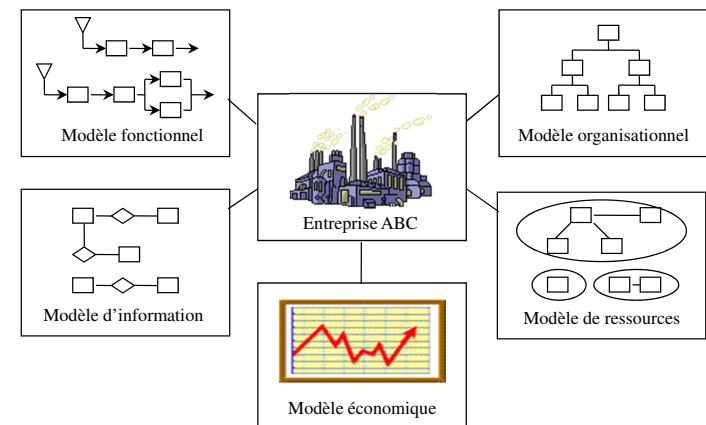 Modèle fonctionnel
Modèle organisationnel
Entreprise ABC
Modèle d'information
Modèle de ressources
Modèle économique